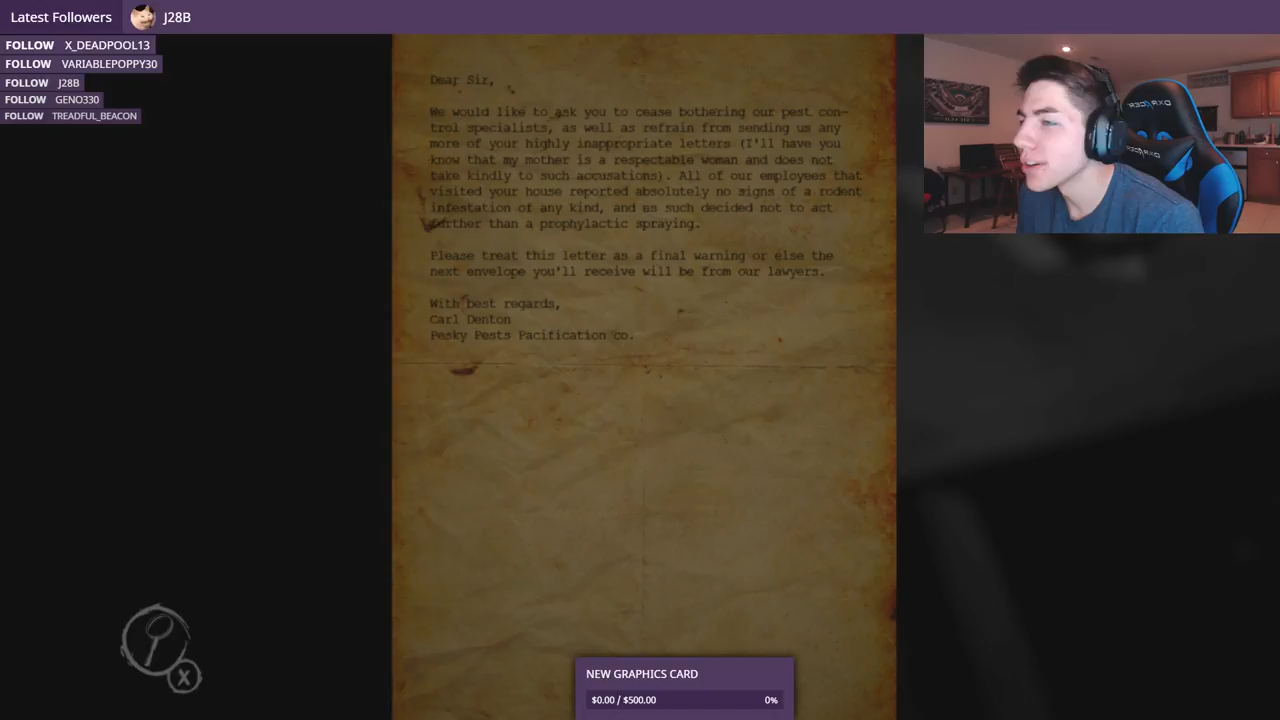 Latest Followers J28B
FOLLOW X_DEADPOOL13
FOLLOW VARIABLEPOPPY30
FOLLOW J28B
FOLLOW GENO330
FOLLOW TREADFUL_BEACON
Dear Sir,
We would like to ask you to cease bothering our pest con-
trol specialists, as well as refrain from sending us any
more of your highly inappropriate letters (I'll have you
know that my mother is a respectable woman and does not
take kindly to such accusations). All of our employees that
visited your house reported absolutely no signs of a rodent
infestation of any kind, and as such decided not to act
further than a prophylactic spraying.
Please treat this letter as a final warning or else the
next envelope you'll receive will be from our lawyers.
With best regards,
Carl Denton
Pesky Pests Pacification co.
DXRACER
DXRACER
X
NEW GRAPHICS CARD
$0.00 / $500.00 0%